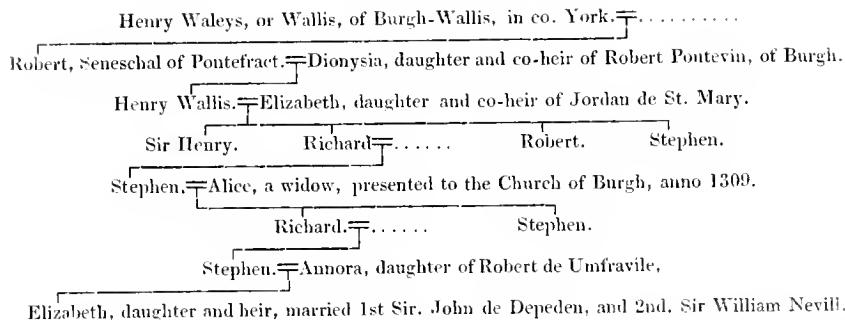 Henry Waleys, or Wallis, of Burgh-Wallis, in co. York.=..........
Robert, Seneschal of Pontefract.=Dionysia, daughter and co-heir of Robert Pontevin, of Burgh.
Henry Wallis.=Elizabeth, daughter and co-heir of Jordan de St. Mary.
Sir Henry. Richard=...... Robert. Stephen.
Stephen.=Alice, a widow, presented to the Church of Burgh, anno 1309.
Richard.=...... Stephen.
Stephen.=Annora, daughter of Robert de Umfravile,
Elizabeth, daughter and heir, married 1st Sir. John de Depeden, and 2nd. Sir William Nevill.